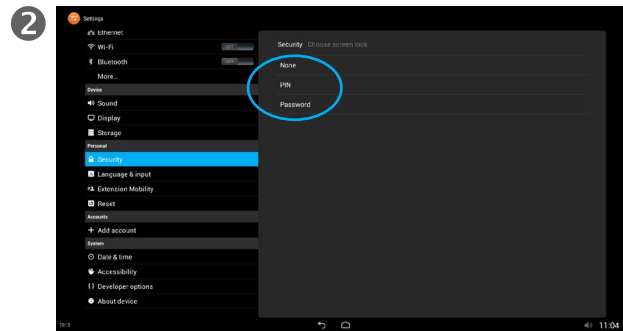 2
Settings
Ethernet
Wi-Fi OFF
Bluetooth OFF
More...
Device
Sound
Display
Storage
Personal
Security
Language & input
Extension Mobility
Reset
Accounts
+ Add account
System
Date & time
Accessibility
{} Developer options
About device
Security Choose screen lock
None
PIN
Password
7913
11:04